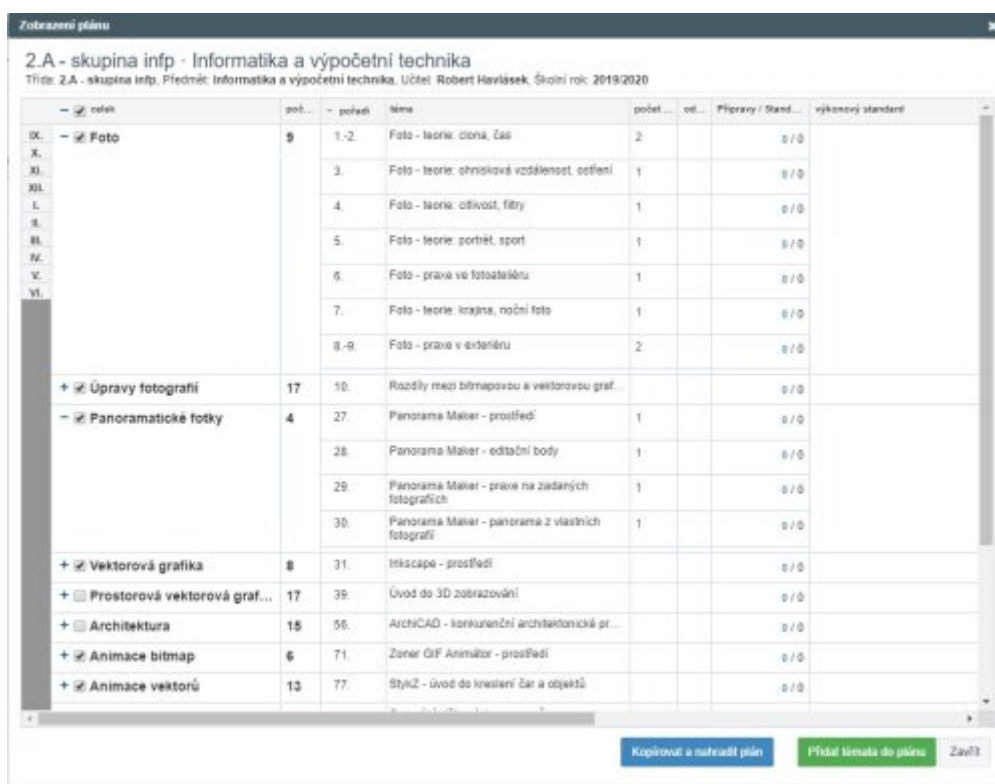 Zobrazení plánu
2.A - skupina infp · Informatika a výpočetní technika
Třída: 2.A - skupina infp, Předmět: Informatika a výpočetní technika, Učitel: Robert Havlásek, Školní rok: 2019/2020
celek poč... pořadí téma počet ... od... Přípravy / Stand... výkonový standard
IX.
X.
XI.
XII.
I.
II.
III.
IV.
V.
VI.
− Foto 9 1.-2. Foto - teorie: clona, čas 2 0 / 0
3. Foto - teorie: ohnisková vzdálenost, ostření 1 0 / 0
4. Foto - teorie: citlivost, filtry 1 0 / 0
5. Foto - teorie: portrét, sport 1 0 / 0
6. Foto - praxe ve fotoateliéru 1 0 / 0
7. Foto - teorie: krajina, noční foto 1 0 / 0
8.-9. Foto - praxe v exteriéru 2 0 / 0
+ Úpravy fotografií 17 10. Rozdíly mezi bitmapovou a vektorovou graf... 0 / 0
− Panoramatické fotky 4 27. Panorama Maker - prostředí 1 0 / 0
28. Panorama Maker - editační body 1 0 / 0
29. Panorama Maker - praxe na zadaných fotografiích 1 0 / 0
30. Panorama Maker - panorama z vlastních fotografií 1 0 / 0
+ Vektorová grafika 8 31. Inkscape - prostředí 0 / 0
+ Prostorová vektorová graf... 17 39. Úvod do 3D zobrazování 0 / 0
+ Architektura 15 56. ArchiCAD - konkurenční architektonické pr... 0 / 0
+ Animace bitmap 6 71. Zoner GIF Animátor - prostředí 0 / 0
+ Animace vektorů 13 77. StykZ - úvod do kreslení čar a objektů 0 / 0
Kopírovat a nahradit plán Přidat témata do plánu Zavřít